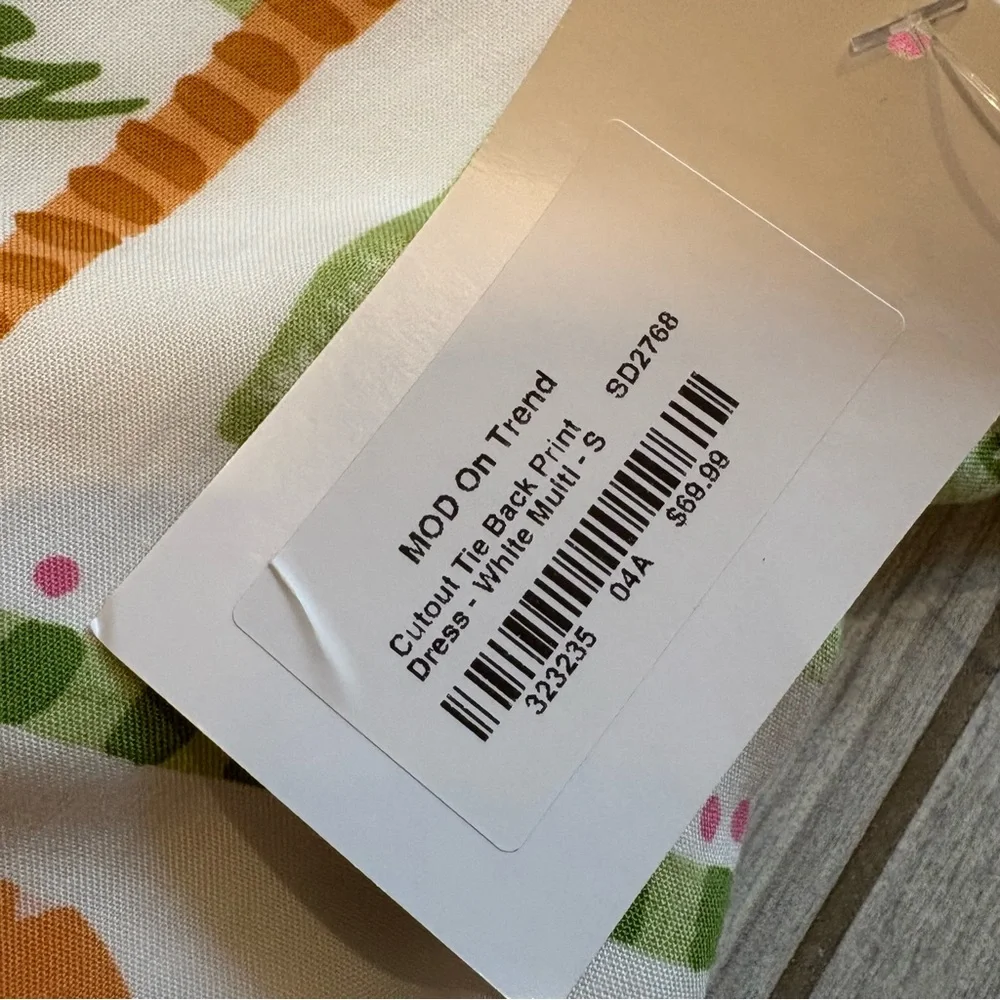 MOD On Trend
Cutout Tie Back Print SD2768
Dress - White Multi - S
323235 04A $69.99